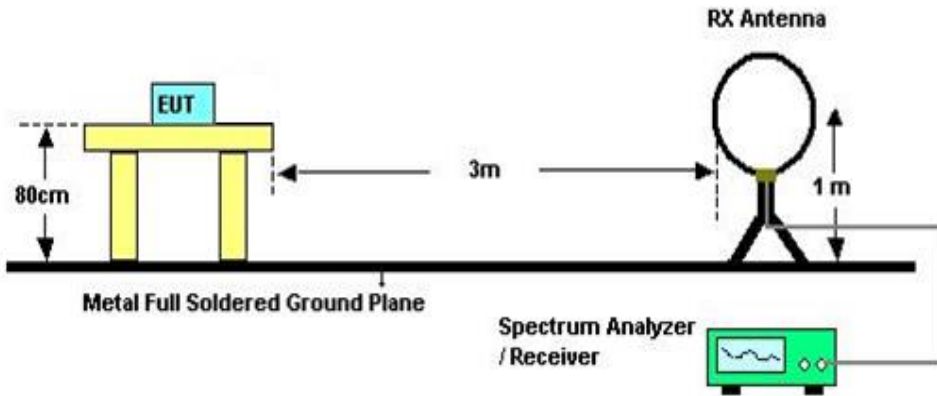 RX Antenna
EUT
3m
80cm
1 m
Metal Full Soldered Ground Plane
Spectrum Analyzer
/ Receiver